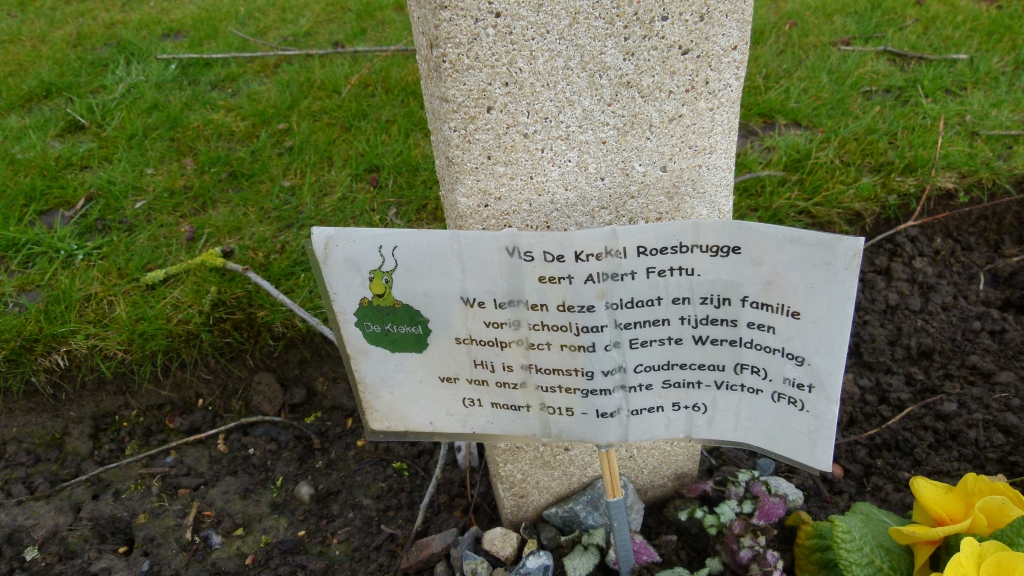 VLS De Krekel Roesbrugge
eert Albert Fettu.
De Krekel
We leerden deze soldaat en zijn familie
vorig schooljaar kennen tijdens een
schoolproject rond de Eerste Wereldoorlog.
Hij is afkomstig van Coudreceau (FR), niet
ver van onze zustergemeente Saint-Victor (FR).
(31 maart 2015 - leerjaren 5+6)